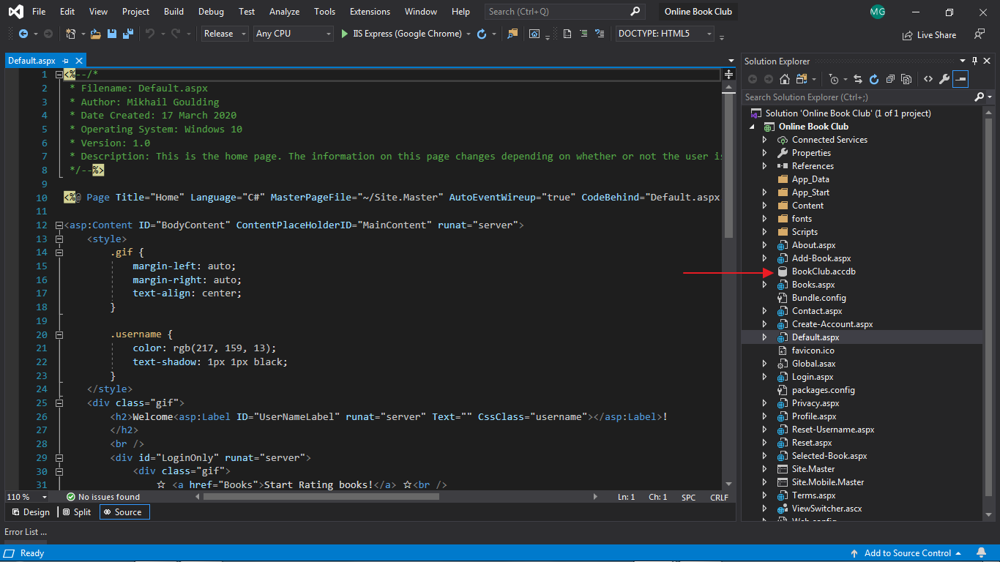 File Edit View Project Build Debug Test Analyze Tools Extensions Window Help Search (Ctrl+Q) Online Book Club MG
Release Any CPU IIS Express (Google Chrome) DOCTYPE: HTML5 Live Share
Default.aspx
1 <%--/*
2 * Filename: Default.aspx
3 * Author: Mikhail Goulding
4 * Date Created: 17 March 2020
5 * Operating System: Windows 10
6 * Version: 1.0
7 * Description: This is the home page. The information on this page changes depending on whether or not the user is
8 */--%>
9
10 <%@ Page Title="Home" Language="C#" MasterPageFile="~/Site.Master" AutoEventWireup="true" CodeBehind="Default.aspx
11
12 <asp:Content ID="BodyContent" ContentPlaceHolderID="MainContent" runat="server">
13 <style>
14 .gif {
15 margin-left: auto;
16 margin-right: auto;
17 text-align: center;
18 }
19
20 .username {
21 color: rgb(217, 159, 13);
22 text-shadow: 1px 1px black;
23 }
24 </style>
25 <div class="gif">
26 <h2>Welcome<asp:Label ID="UserNameLabel" runat="server" Text="" CssClass="username"></asp:Label>!
27 </h2>
28 <br />
29 <div id="LoginOnly" runat="server">
30 <div class="gif">
31 ☆ <a href="Books">Start Rating books!</a> ☆<br />
110 % No issues found Ln: 1 Ch: 1 SPC CRLF
Design Split Source
Solution Explorer
Search Solution Explorer (Ctrl+;)
Solution 'Online Book Club' (1 of 1 project)
Online Book Club
Connected Services
Properties
References
App_Data
App_Start
Content
fonts
Scripts
About.aspx
Add-Book.aspx
BookClub.accdb
Books.aspx
Bundle.config
Contact.aspx
Create-Account.aspx
Default.aspx
favicon.ico
Global.asax
Login.aspx
packages.config
Privacy.aspx
Profile.aspx
Reset-Username.aspx
Reset.aspx
Selected-Book.aspx
Site.Master
Site.Mobile.Master
Terms.aspx
ViewSwitcher.ascx
Web.config
Error List ...
Ready Add to Source Control